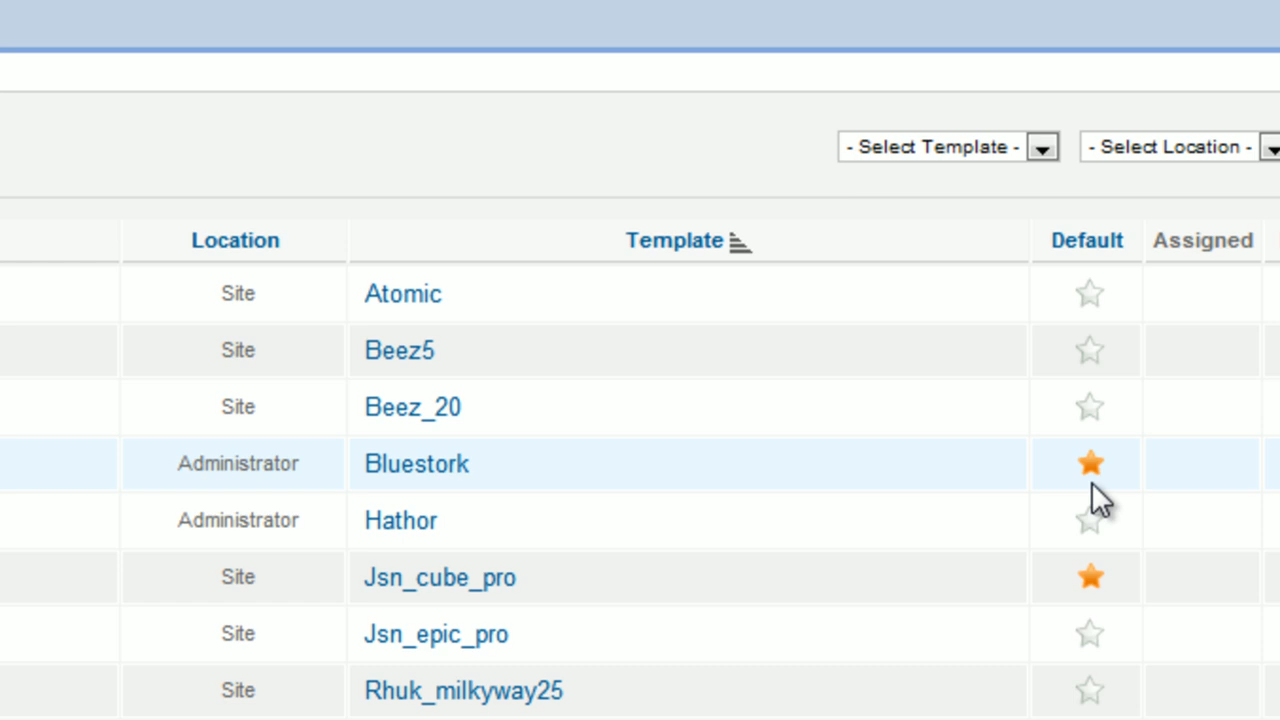 - Select Template - - Select Location -
Location Template Default Assigned
Site Atomic
Site Beez5
Site Beez_20
Administrator Bluestork
Administrator Hathor
Site Jsn_cube_pro
Site Jsn_epic_pro
Site Rhuk_milkyway25